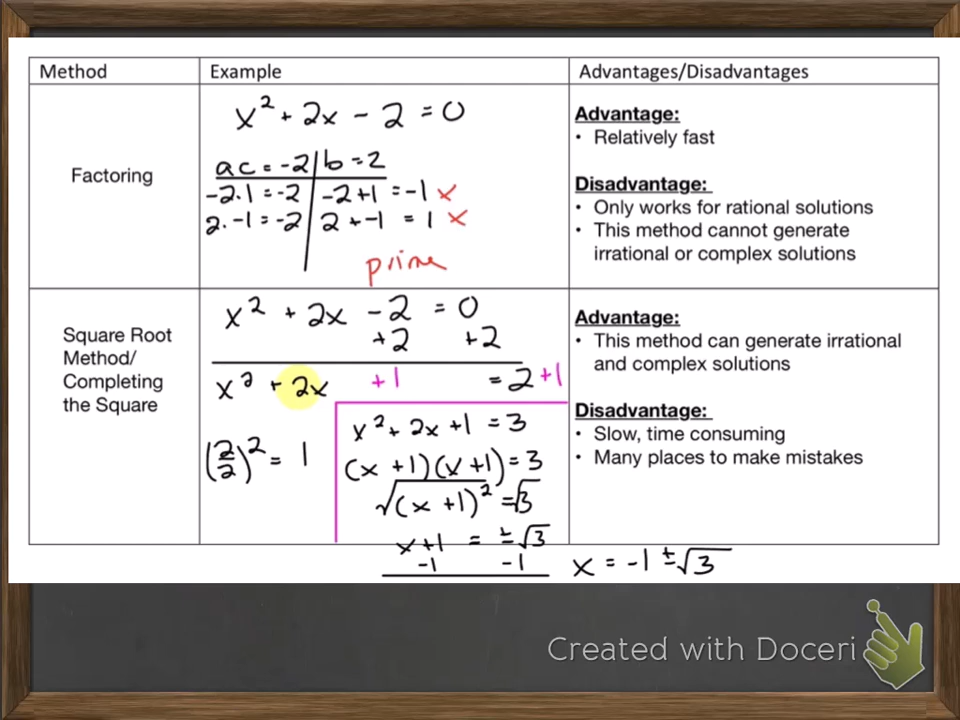 Method Example Advantages/Disadvantages
Factoring
x² + 2x - 2 = 0
ac = -2 | b = 2
-2·1 = -2 | -2+1 = -1 x
2·-1 = -2 | 2 + -1 = 1 x
prime
Advantage:
• Relatively fast
Disadvantage:
• Only works for rational solutions
• This method cannot generate
irrational or complex solutions
Square Root
Method/
Completing
the Square
x² + 2x - 2 = 0
+2 +2
x² + 2x +1 = 2 +1
(2/2)² = 1
x² + 2x + 1 = 3
(x +1)(x +1) = 3
√(x +1)² = √3
x+1 = ±√3
-1 -1
x = -1 ±√3
Advantage:
• This method can generate irrational
and complex solutions
Disadvantage:
• Slow, time consuming
• Many places to make mistakes
Created with Doceri